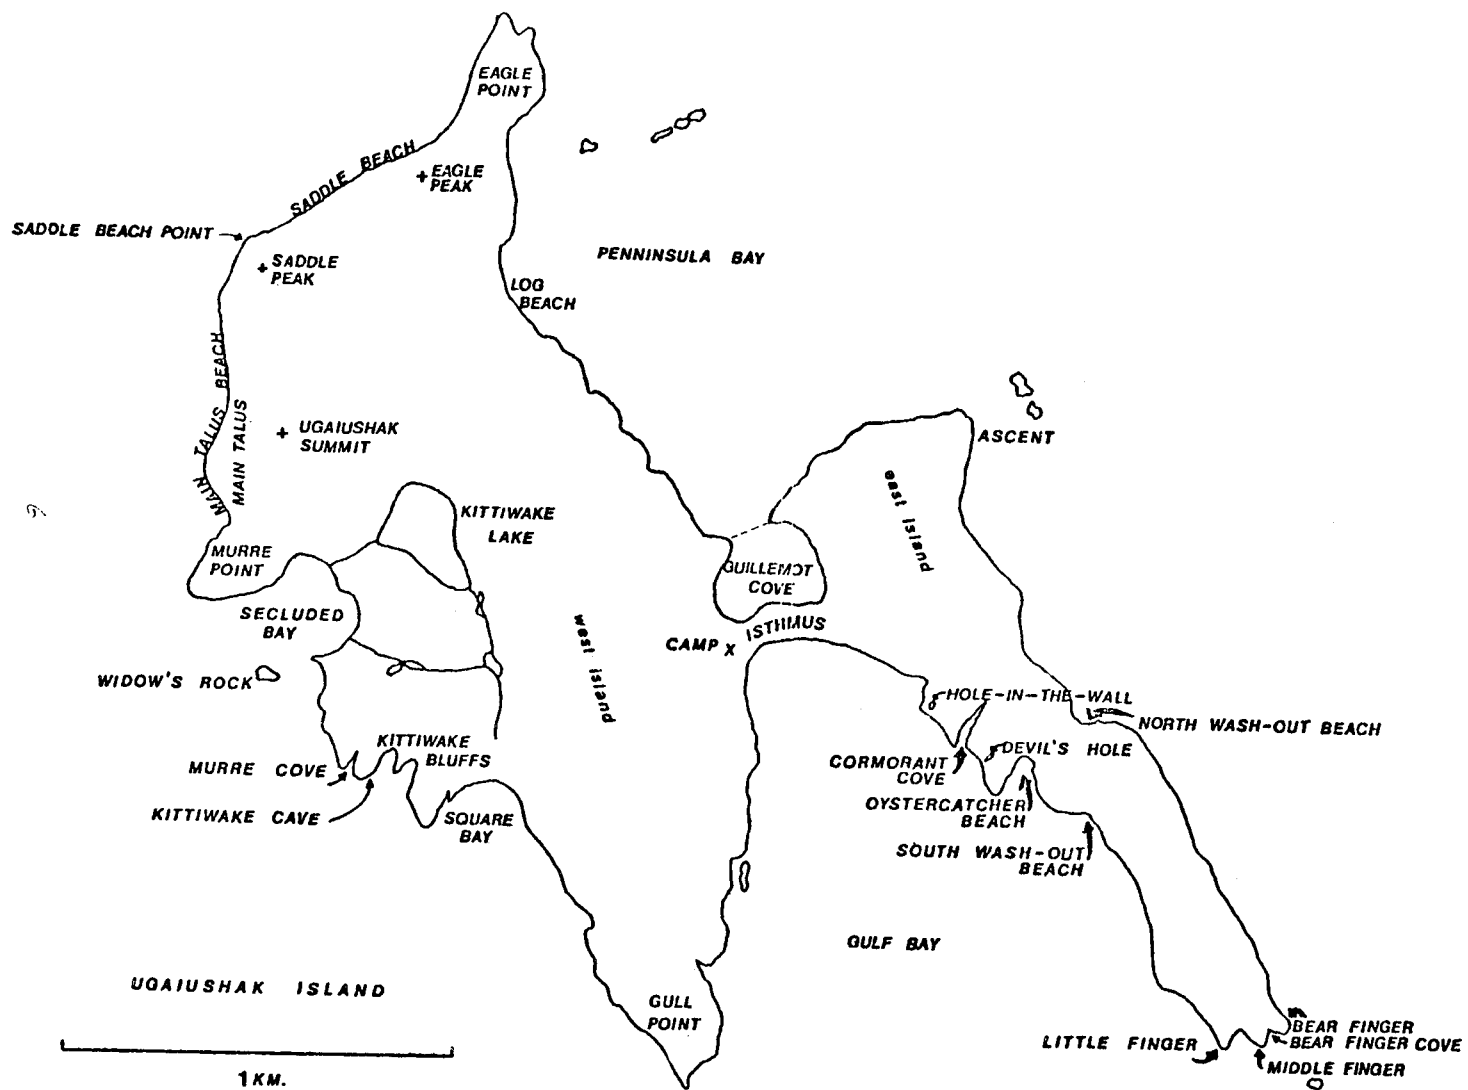 EAGLE
POINT
SADDLE BEACH
+ EAGLE
PEAK
SADDLE BEACH POINT
+ SADDLE
PEAK
PENNINSULA BAY
LOG
BEACH
MAIN TALUS BEACH
MAIN TALUS
+ UGAIUSHAK
SUMMIT
ASCENT
east island
KITTIWAKE
LAKE
MURRE
POINT
GUILLEMOT
COVE
SECLUDED
BAY
ISTHMUS
CAMP X
west island
WIDOW'S ROCK
HOLE-IN-THE-WALL
NORTH WASH-OUT BEACH
KITTIWAKE
BLUFFS
DEVIL'S HOLE
MURRE COVE
CORMORANT
COVE
KITTIWAKE CAVE
SQUARE
BAY
OYSTERCATCHER
BEACH
SOUTH WASH-OUT
BEACH
GULF BAY
UGAIUSHAK ISLAND
GULL
POINT
BEAR FINGER
BEAR FINGER COVE
LITTLE FINGER
MIDDLE FINGER
1 KM.